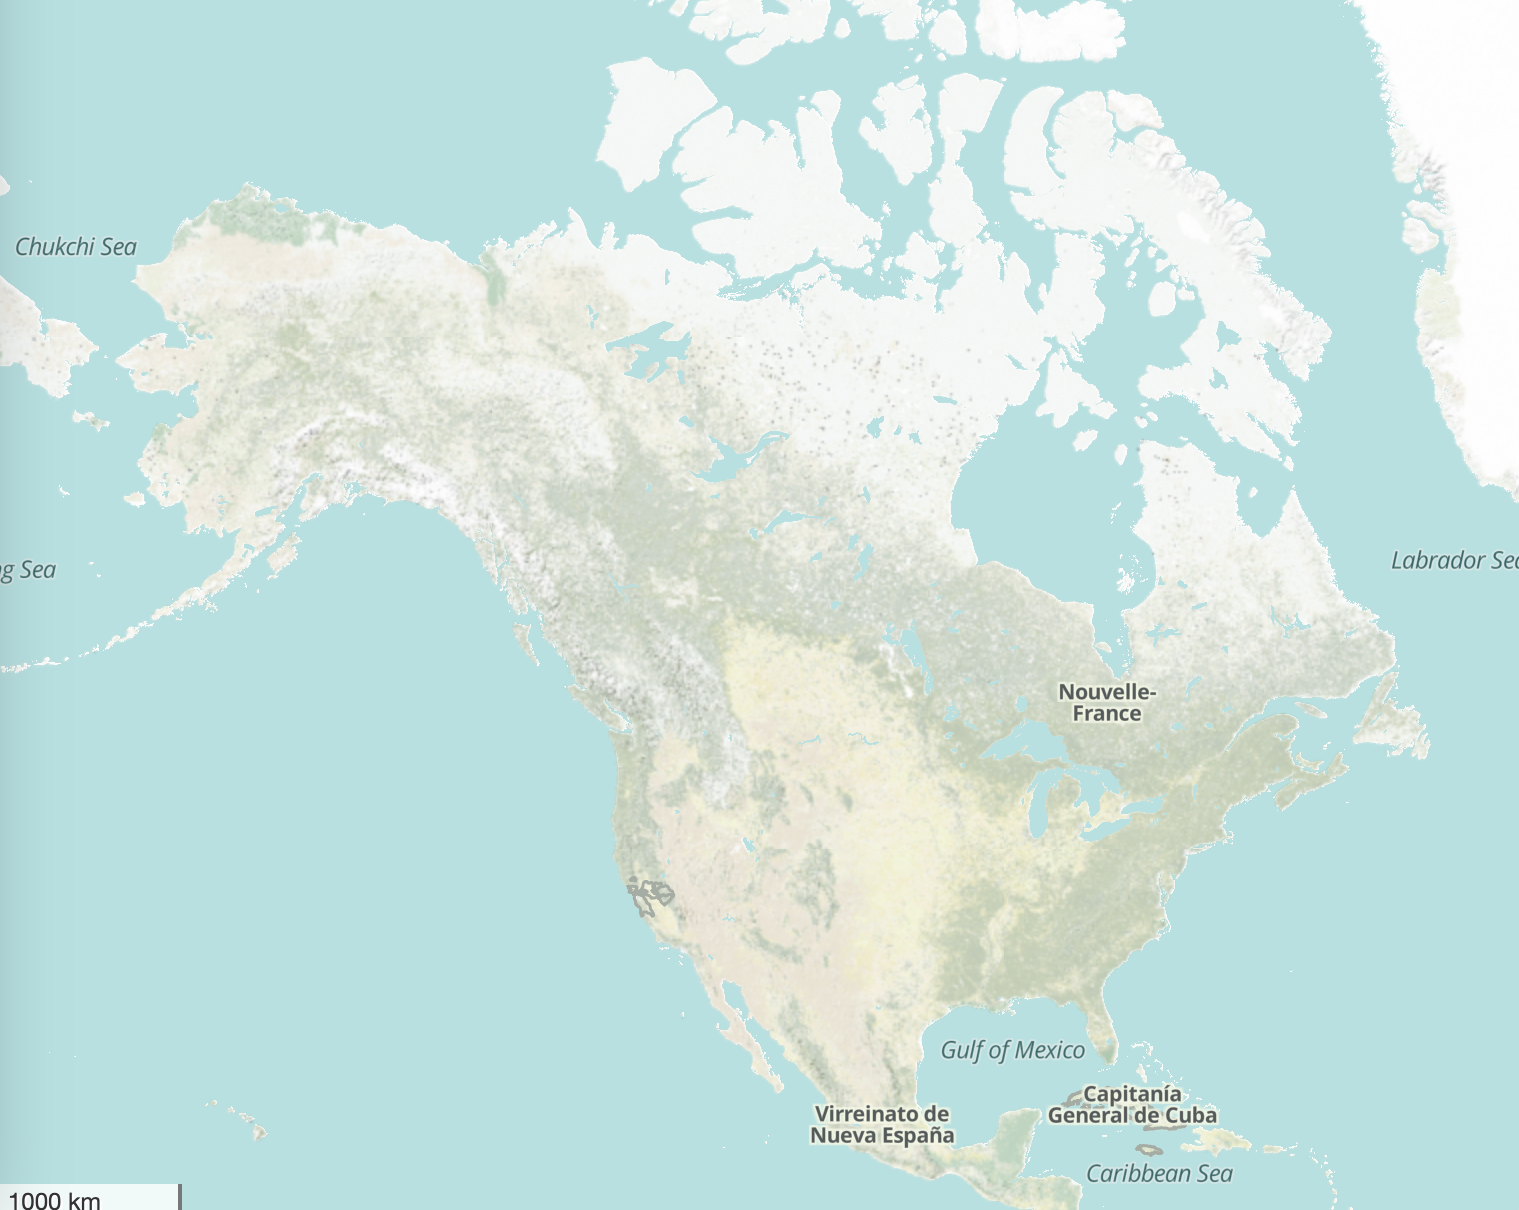 Chukchi Sea
ng Sea
Labrador Sea
Nouvelle-
France
Gulf of Mexico
Capitanía
General de Cuba
Virreinato de
Nueva España
Caribbean Sea
1000 km